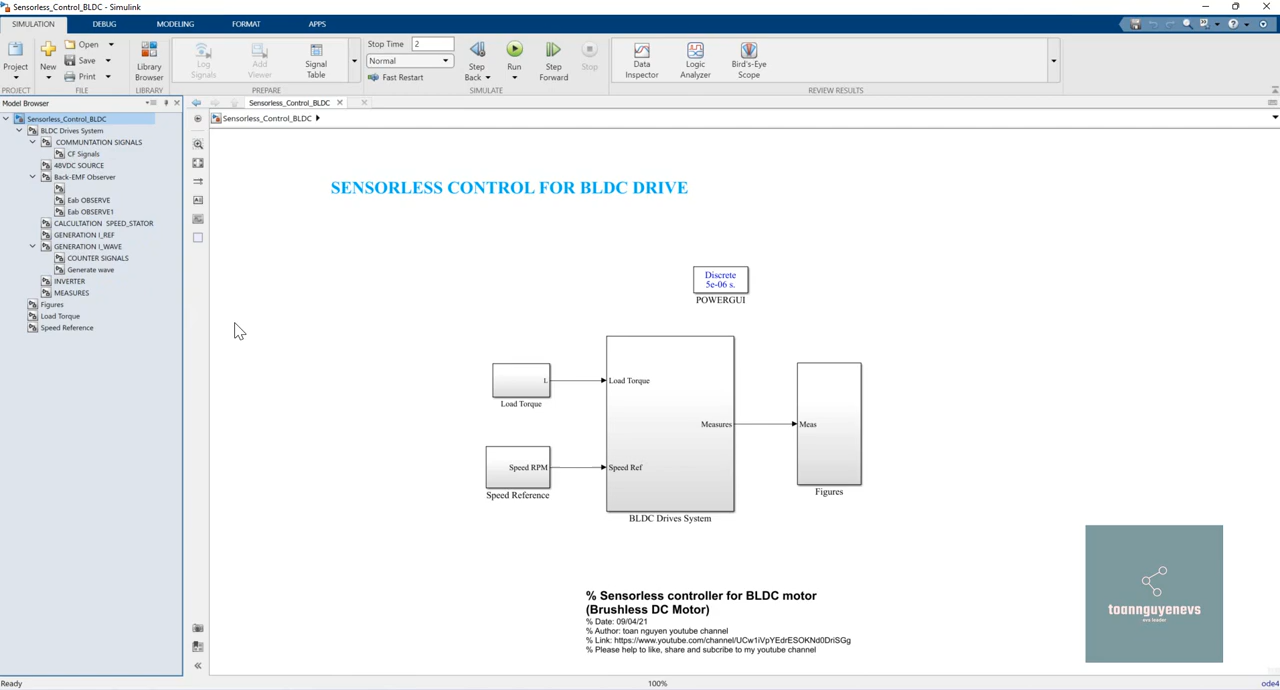 Sensorless_Control_BLDC - Simulink
SIMULATION DEBUG MODELING FORMAT APPS
Project
New
Open
Save
Print
Library Browser
Log Signals
Add Viewer
Signal Table
Stop Time 2
Normal
Fast Restart
Step Back
Run
Step Forward
Stop
Data Inspector
Logic Analyzer
Bird's-Eye Scope
PROJECT FILE LIBRARY PREPARE SIMULATE REVIEW RESULTS
Model Browser
Sensorless_Control_BLDC
Sensorless_Control_BLDC
BLDC Drives System
COMMUNTATION SIGNALS
CF Signals
48VDC SOURCE
Back-EMF Observer
Eab OBSERVE
Eab OBSERVE1
CALCULTATION SPEED_STATOR
GENERATION I_REF
GENERATION I_WAVE
COUNTER SIGNALS
Generate wave
INVERTER
MEASURES
Figures
Load Torque
Speed Reference
Sensorless_Control_BLDC
SENSORLESS CONTROL FOR BLDC DRIVE
Discrete
5e-06 s.
POWERGUI
L
Load Torque
Speed RPM
Speed Reference
Load Torque
Measures
Speed Ref
BLDC Drives System
Meas
Figures
% Sensorless controller for BLDC motor
(Brushless DC Motor)
% Date: 09/04/21
% Author: toan nguyen youtube channel
% Link: https://www.youtube.com/channel/UCw1iVpYEdrESOKNd0DriSGg
% Please help to like, share and subcribe to my youtube channel
toannguyenevs
evs leader
Ready
100%
ode4